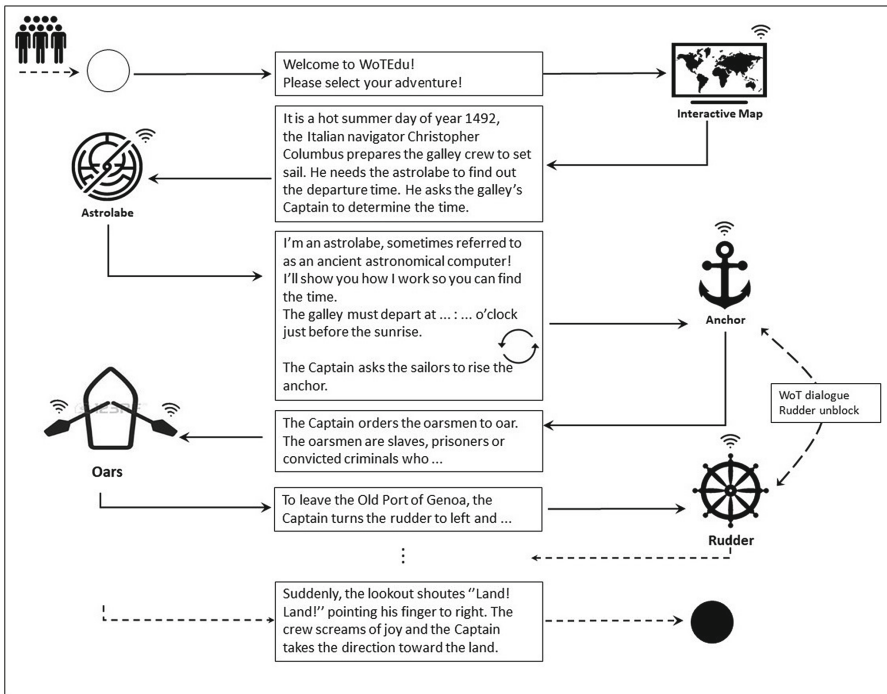 Welcome to WoTEdu!
Please select your adventure!
Interactive Map
It is a hot summer day of year 1492,
the Italian navigator Christopher
Columbus prepares the galley crew to set
sail. He needs the astrolabe to find out
the departure time. He asks the galley's
Captain to determine the time.
Astrolabe
I'm an astrolabe, sometimes referred to
as an ancient astronomical computer!
I'll show you how I work so you can find
the time.
The galley must depart at ... : ... o'clock
just before the sunrise.
The Captain asks the sailors to rise the
anchor.
Anchor
WoT dialogue
Rudder unblock
The Captain orders the oarsmen to oar.
The oarsmen are slaves, prisoners or
convicted criminals who ...
Oars
To leave the Old Port of Genoa, the
Captain turns the rudder to left and ...
Rudder
⋮
Suddenly, the lookout shoutes ''Land!
Land!'' pointing his finger to right. The
crew screams of joy and the Captain
takes the direction toward the land.